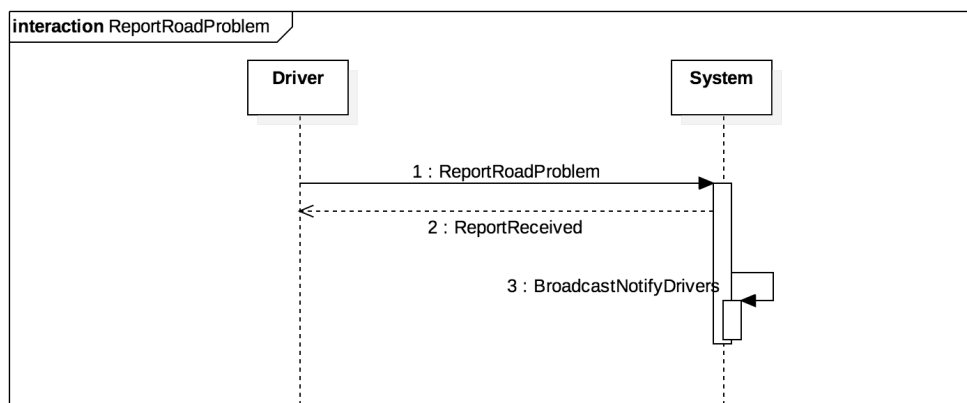 interaction ReportRoadProblem
Driver
System
1 : ReportRoadProblem
2 : ReportReceived
3 : BroadcastNotifyDrivers